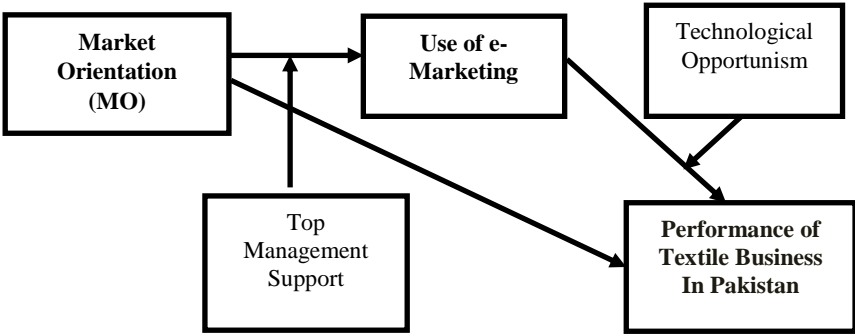 Market
Orientation
(MO)
Use of e-
Marketing
Technological
Opportunism
Top
Management
Support
Performance of
Textile Business
In Pakistan